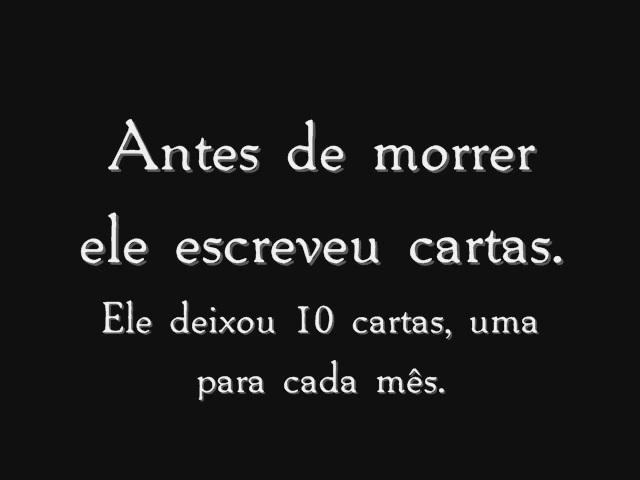 Antes de morrer
ele escreveu cartas.
Ele deixou 10 cartas, uma
para cada mês.